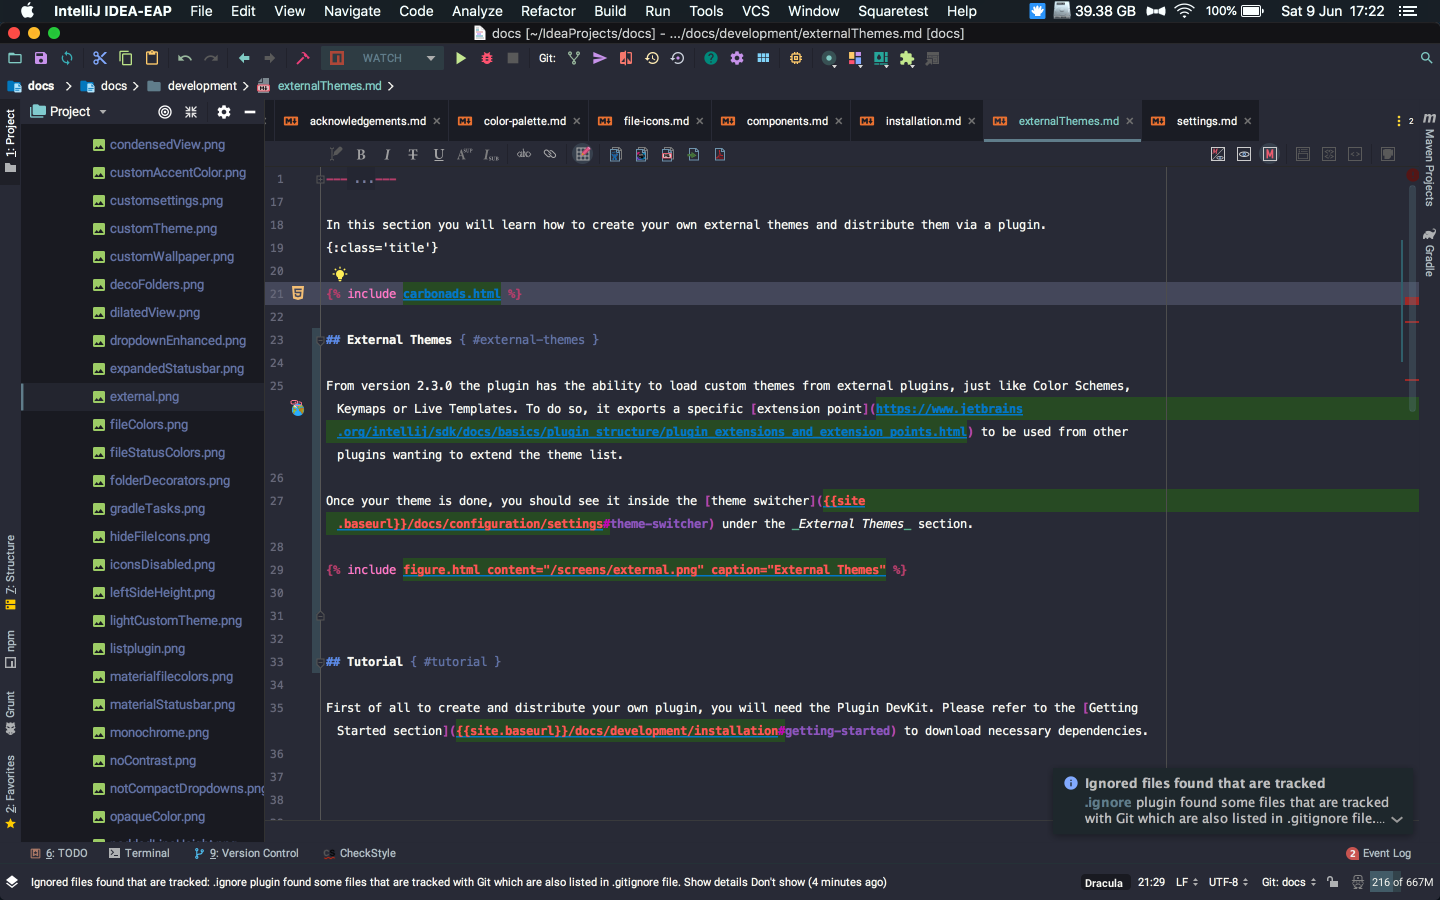 IntelliJ IDEA-EAP File Edit View Navigate Code Analyze Refactor Build Run Tools VCS Window Squaretest Help 39.38 GB 100% Sat 9 Jun 17:22
docs [~/IdeaProjects/docs] - .../docs/development/externalThemes.md [docs]
WATCH Git:
docs docs development externalThemes.md
Project
acknowledgements.md color-palette.md file-icons.md components.md installation.md externalThemes.md settings.md 2
1: Project
Z: Structure
npm
Grunt
2: Favorites
condensedView.png
customAccentColor.png
customsettings.png
customTheme.png
customWallpaper.png
decoFolders.png
dilatedView.png
dropdownEnhanced.png
expandedStatusbar.png
external.png
fileColors.png
fileStatusColors.png
folderDecorators.png
gradleTasks.png
hideFileIcons.png
iconsDisabled.png
leftSideHeight.png
lightCustomTheme.png
listplugin.png
materialfilecolors.png
materialStatusbar.png
monochrome.png
noContrast.png
notCompactDropdowns.png
opaqueColor.png
1 --- ...---
17
18 In this section you will learn how to create your own external themes and distribute them via a plugin.
19 {:class='title'}
20
21 {% include carbonads.html %}
22
23 ## External Themes { #external-themes }
24
25 From version 2.3.0 the plugin has the ability to load custom themes from external plugins, just like Color Schemes,
Keymaps or Live Templates. To do so, it exports a specific [extension point](https://www.jetbrains
.org/intellij/sdk/docs/basics/plugin_structure/plugin_extensions_and_extension_points.html) to be used from other
plugins wanting to extend the theme list.
26
27 Once your theme is done, you should see it inside the [theme switcher]({{site
.baseurl}}/docs/configuration/settings#theme-switcher) under the _External Themes_ section.
28
29 {% include figure.html content="/screens/external.png" caption="External Themes" %}
30
31
32
33 ## Tutorial { #tutorial }
34
35 First of all to create and distribute your own plugin, you will need the Plugin DevKit. Please refer to the [Getting
Started section]({{site.baseurl}}/docs/development/installation#getting-started) to download necessary dependencies.
36
37
38
Maven Projects
Gradle
Ignored files found that are tracked
.ignore plugin found some files that are tracked
with Git which are also listed in .gitignore file....
6: TODO Terminal 9: Version Control CheckStyle 2 Event Log
Ignored files found that are tracked: .ignore plugin found some files that are tracked with Git which are also listed in .gitignore file. Show details Don't show (4 minutes ago) Dracula 21:29 LF UTF-8 Git: docs 216 of 667M